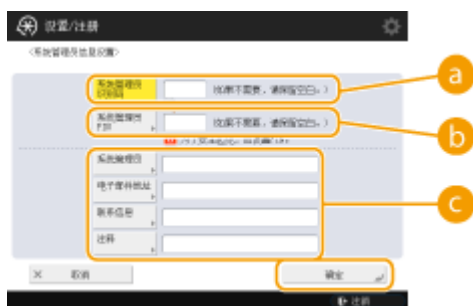 设置/注册
<系统管理员信息设置>
系统管理员
识别码
(如果不需要，请保留空白。)
a
系统管理员
PIN
(如果不需要，请保留空白。)
b
系统管理员
电子邮件地址
联系信息
注释
c
× 取消
确定
注销